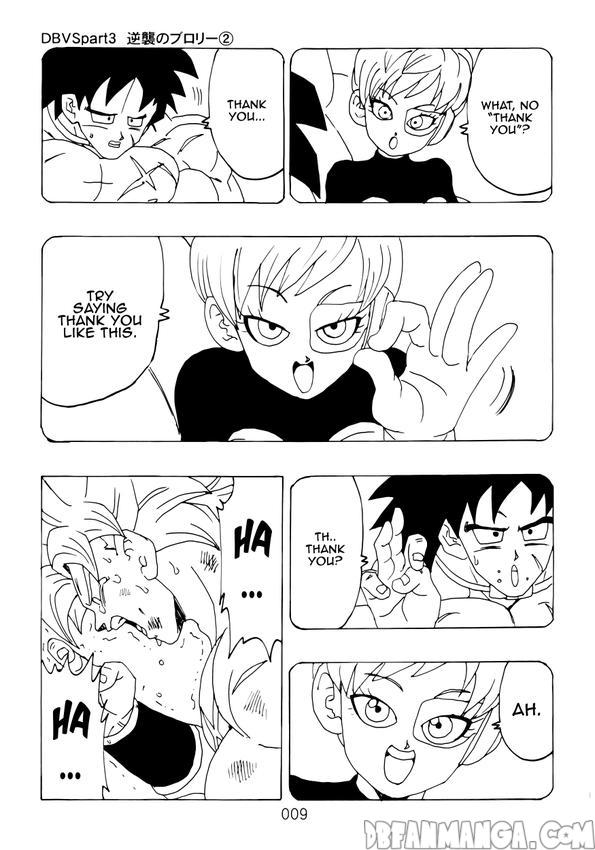 DBVSpart3 逆襲のブロリー②
WHAT, NO
"THANK
YOU"?
THANK
YOU...
TRY
SAYING
THANK YOU
LIKE THIS.
TH..
THANK
YOU?
HA
...
HA
...
AH.
009
DBFANMANGA.COM